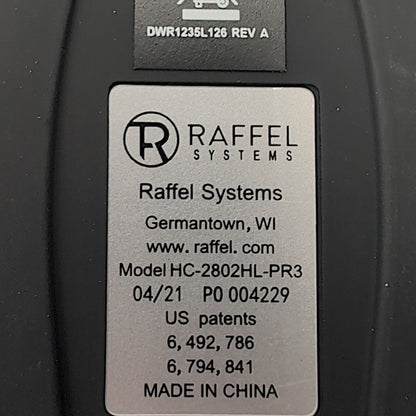 DWR1235L126 REV A
RAFFEL
SYSTEMS
Raffel Systems
Germantown, WI
www. raffel. com
Model HC-2802HL-PR3
04/21 PO 004229
US patents
6, 492, 786
6, 794, 841
MADE IN CHINA